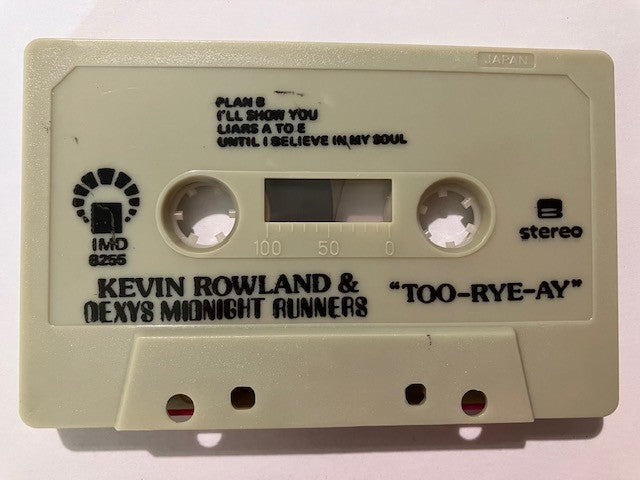 JAPAN
PLAN B
I'LL SHOW YOU
LIARS A TO E
UNTIL I BELIEVE IN MY SOUL
IMD
8255
100 50 0
B
stereo
KEVIN ROWLAND & "TOO-RYE-AY"
DEXYS MIDNIGHT RUNNERS